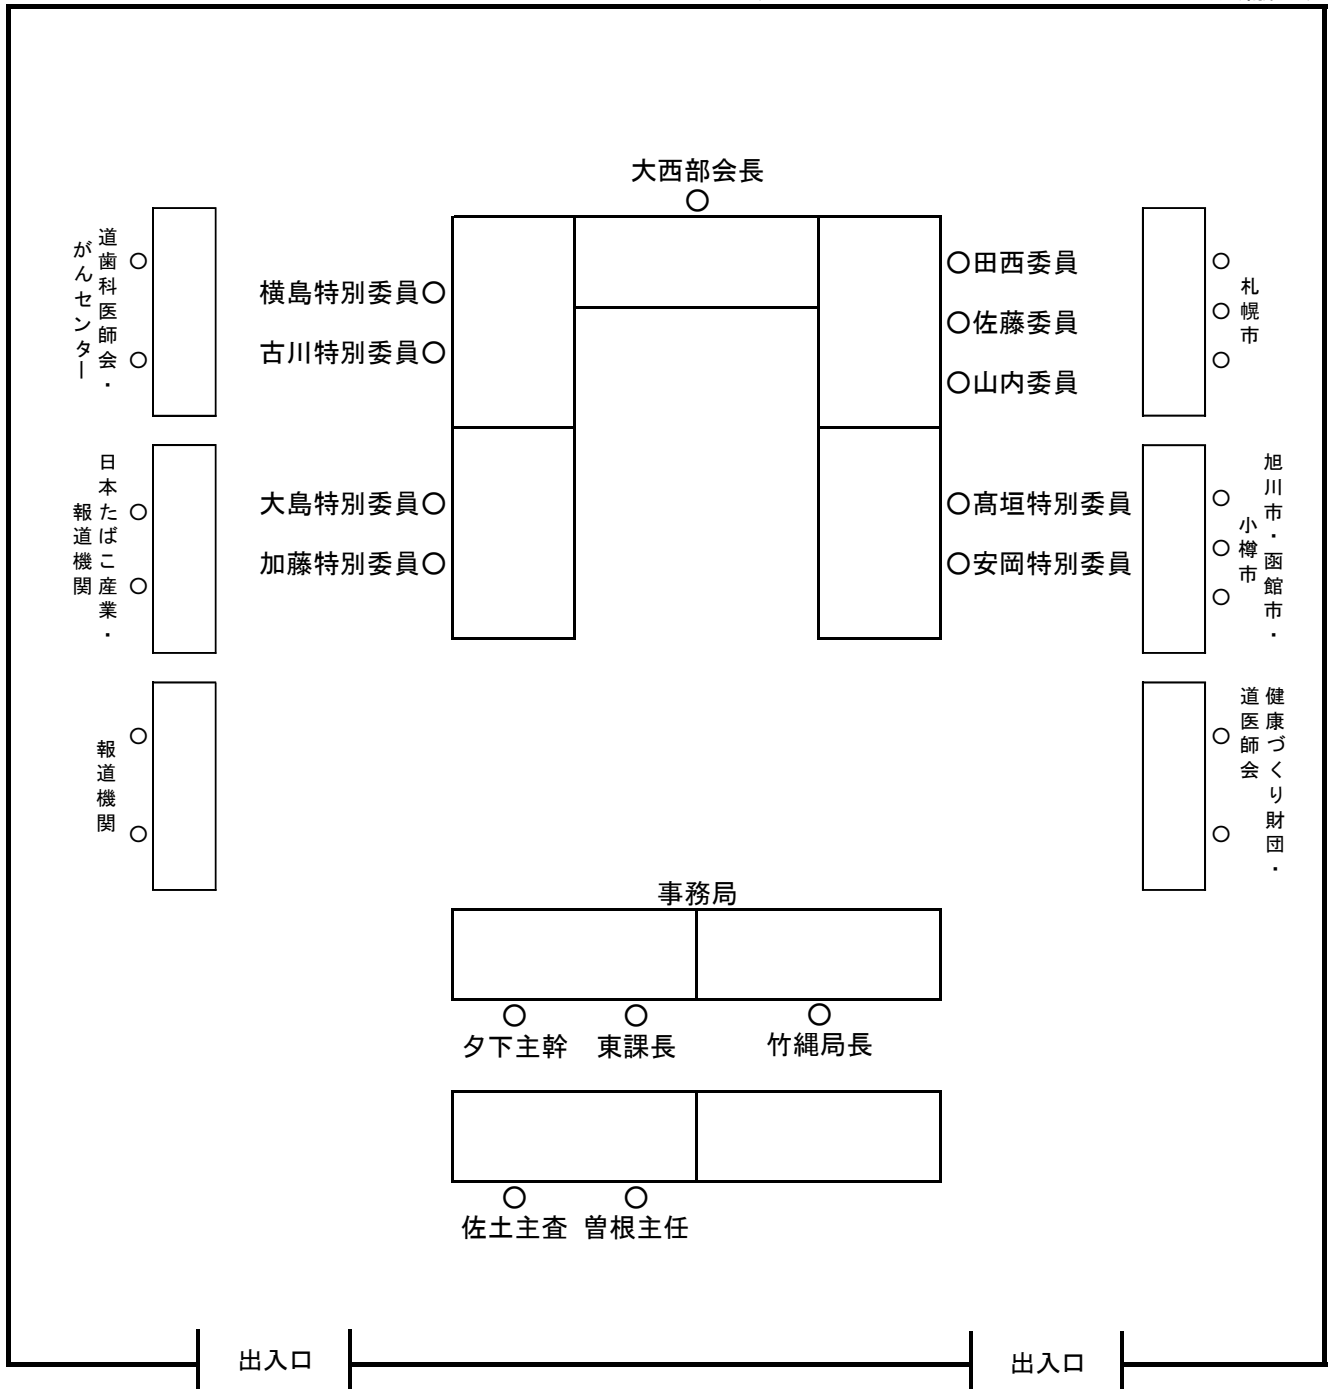 大西部会長
道歯科医師会・
がんセンター
横島特別委員
古川特別委員
田西委員
佐藤委員
山内委員
札幌市
日本たばこ産業・
報道機関
大島特別委員
加藤特別委員
髙垣特別委員
安岡特別委員
旭川市・函館市・
小樽市
報道機関
健康づくり財団・
道医師会
事務局
夕下主幹
東課長
竹縄局長
佐土主査
曽根主任
出入口
出入口